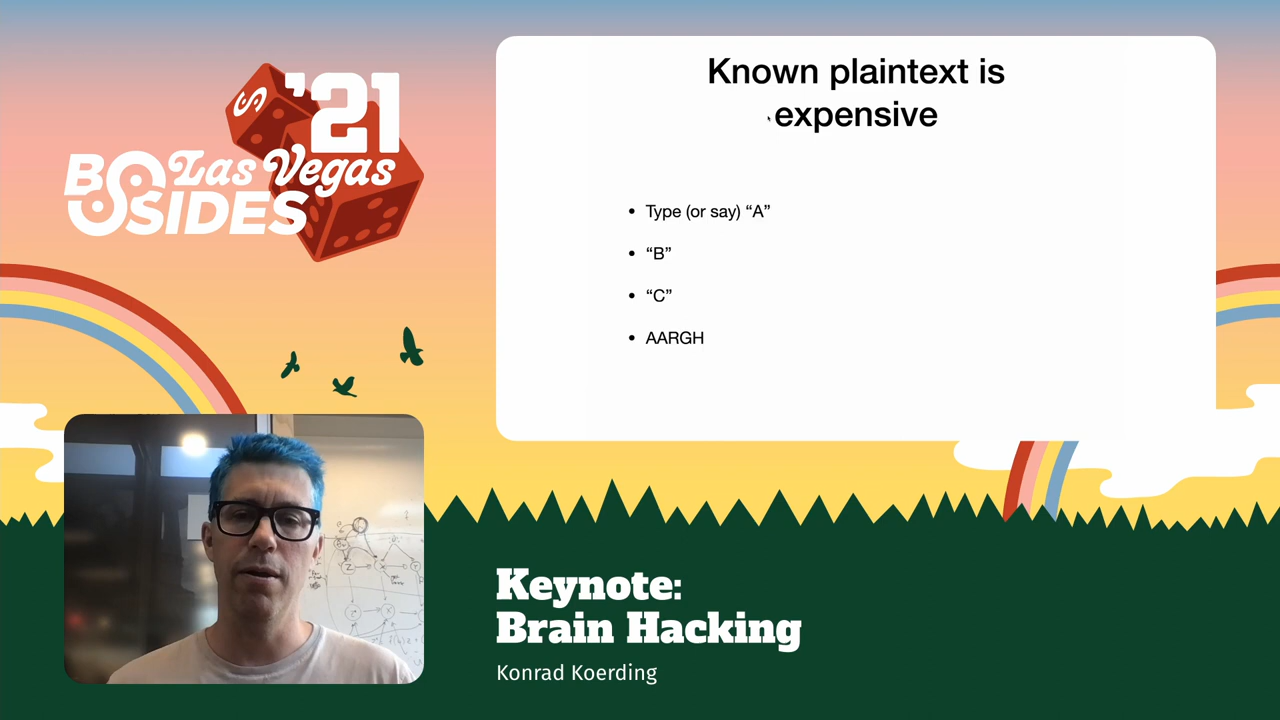 S
'21
Las Vegas
BSIDES
Known plaintext is
expensive
• Type (or say) “A”
• “B”
• “C”
• AARGH
Keynote:
Brain Hacking
Konrad Koerding